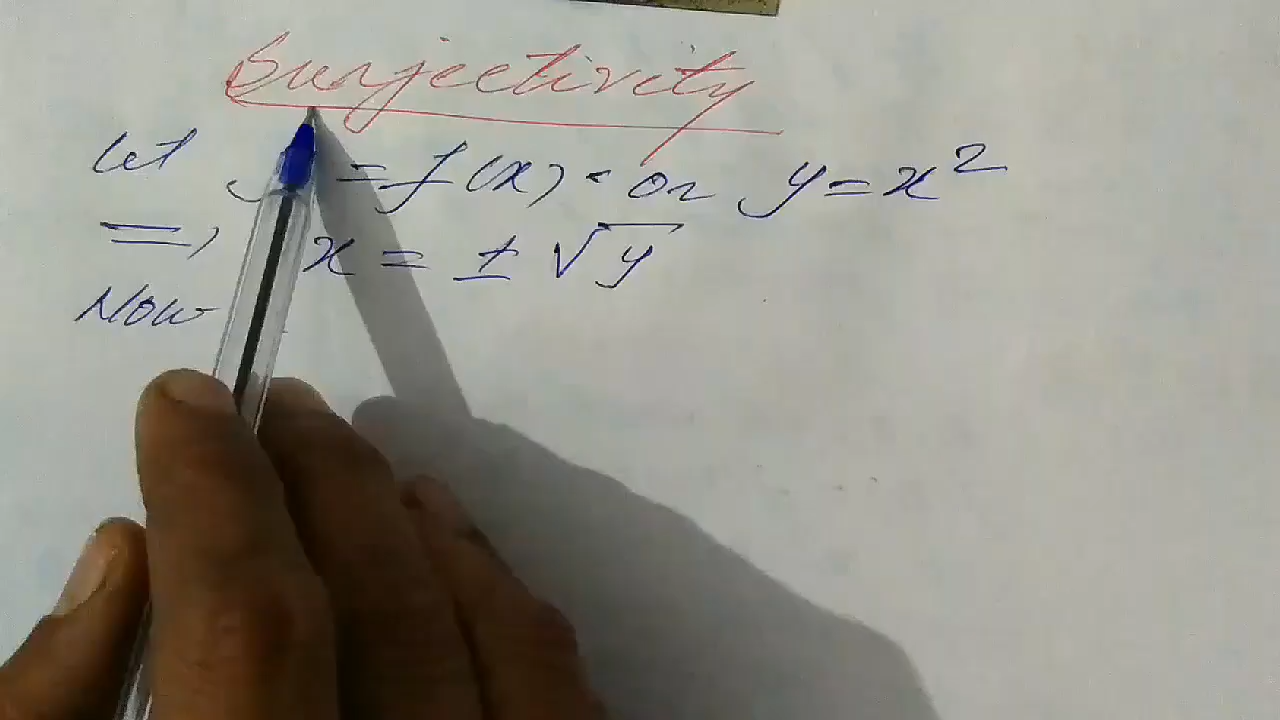 Surjectivity
Let y = f(x). or y = x²
=>, x = ± √y
Now